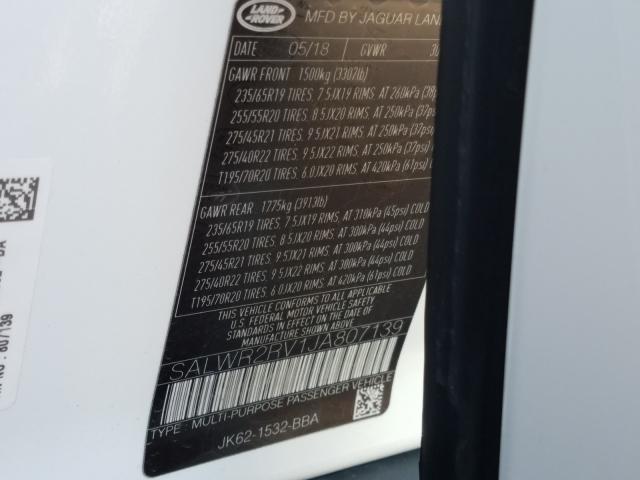 LAND
ROVER
MFD BY JAGUAR LAN
DATE 05/18 GVWR 30
GAWR FRONT 1500kg (3307lb)
235/65R19 TIRES, 7.5JX19 RIMS, AT 260kPa (38p
255/55R20 TIRES, 8.5JX20 RIMS, AT 250kPa (37ps
275/45R21 TIRES, 9.5JX21 RIMS, AT 250kPa (37psi
275/40R22 TIRES, 9.5JX22 RIMS, AT 250kPa (37psi)
T195/70R20 TIRES, 6.0JX20 RIMS, AT 420kPa (61psi)
GAWR REAR 1775kg (3913lb)
235/65R19 TIRES, 7.5JX19 RIMS, AT 310kPa (45psi) COLD
255/55R20 TIRES, 8.5JX20 RIMS, AT 300kPa (44psi) COLD
275/45R21 TIRES, 9.5JX21 RIMS, AT 300kPa (44psi) COLD
275/40R22 TIRES, 9.5JX22 RIMS, AT 300kPa (44psi) COLD
T195/70R20 TIRES, 6.0JX20 RIMS, AT 420kPa (61psi) COLD
THIS VEHICLE CONFORMS TO ALL APPLICABLE
U.S. FEDERAL MOTOR VEHICLE SAFETY
STANDARDS IN EFFECT ON THE DATE OF
MANUFACTURE SHOWN ABOVE
SALWR2RV1JA807139
TYPE: MULTI-PURPOSE PASSENGER VEHICLE
JK62-1532-BBA
807139